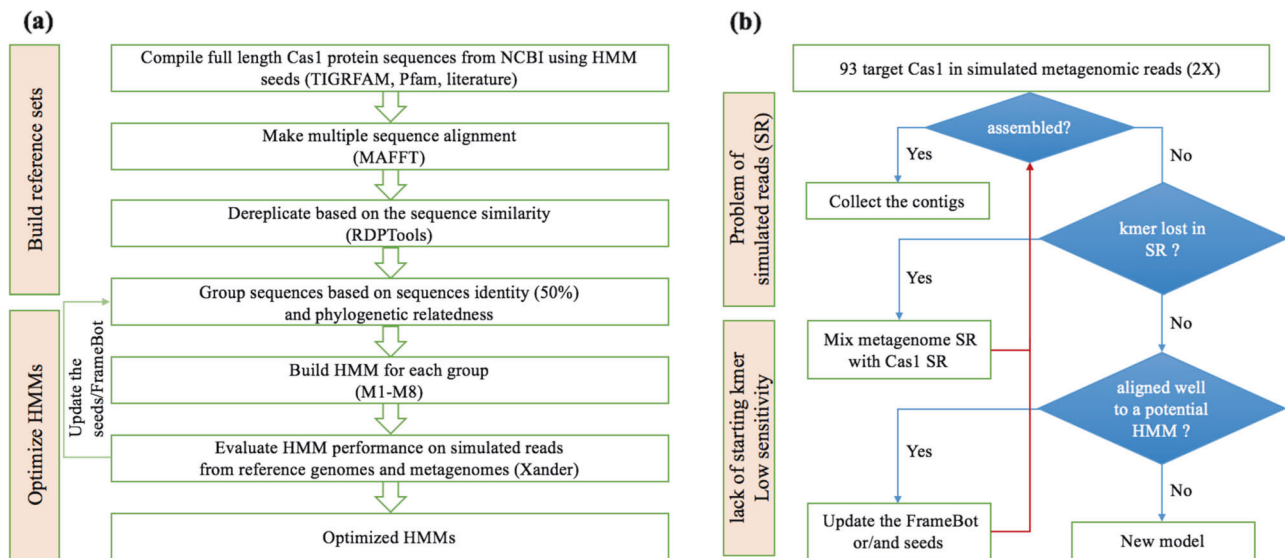 (a)
Build reference sets
Optimize HMMs
Compile full length Cas1 protein sequences from NCBI using HMM
seeds (TIGRFAM, Pfam, literature)
Make multiple sequence alignment
(MAFFT)
Dereplicate based on the sequence similarity
(RDPTools)
Group sequences based on sequences identity (50%)
and phylogenetic relatedness
Build HMM for each group
(M1-M8)
Evaluate HMM performance on simulated reads
from reference genomes and metagenomes (Xander)
Optimized HMMs
Update the
seeds/FrameBot
(b)
Problem of
simulated reads (SR)
lack of starting kmer
Low sensitivity
93 target Cas1 in simulated metagenomic reads (2X)
assembled?
Yes
No
Collect the contigs
kmer lost in
SR ?
Yes
No
Mix metagenome SR
with Cas1 SR
aligned well
to a potential
HMM ?
Yes
No
Update the FrameBot
or/and seeds
New model